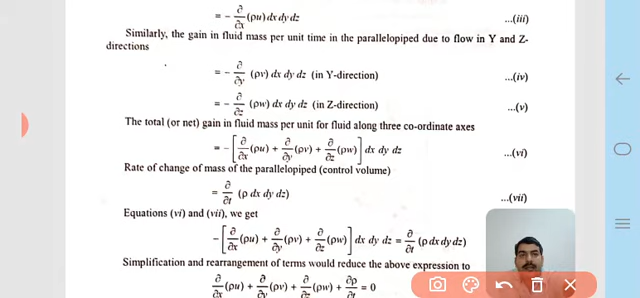 = − ∂/∂x (ρu) dx dy dz ...(iii)
Similarly, the gain in fluid mass per unit time in the parallelopiped due to flow in Y and Z-
directions
= − ∂/∂y (ρv) dx dy dz (in Y-direction) ...(iv)
= − ∂/∂z (ρw) dx dy dz (in Z-direction) ...(v)
The total (or net) gain in fluid mass per unit for fluid along three co-ordinate axes
= − [∂/∂x (ρu) + ∂/∂y (ρv) + ∂/∂z (ρw)] dx dy dz ...(vi)
Rate of change of mass of the parallelopiped (control volume)
= ∂/∂t (ρ dx dy dz) ...(vii)
Equations (vi) and (vii), we get
− [∂/∂x (ρu) + ∂/∂y (ρv) + ∂/∂z (ρw)] dx dy dz = ∂/∂t (ρ dx dy dz)
Simplification and rearrangement of terms would reduce the above expression to
∂/∂x (ρu) + ∂/∂y (ρv) + ∂/∂z (ρw) + ∂ρ/∂t = 0